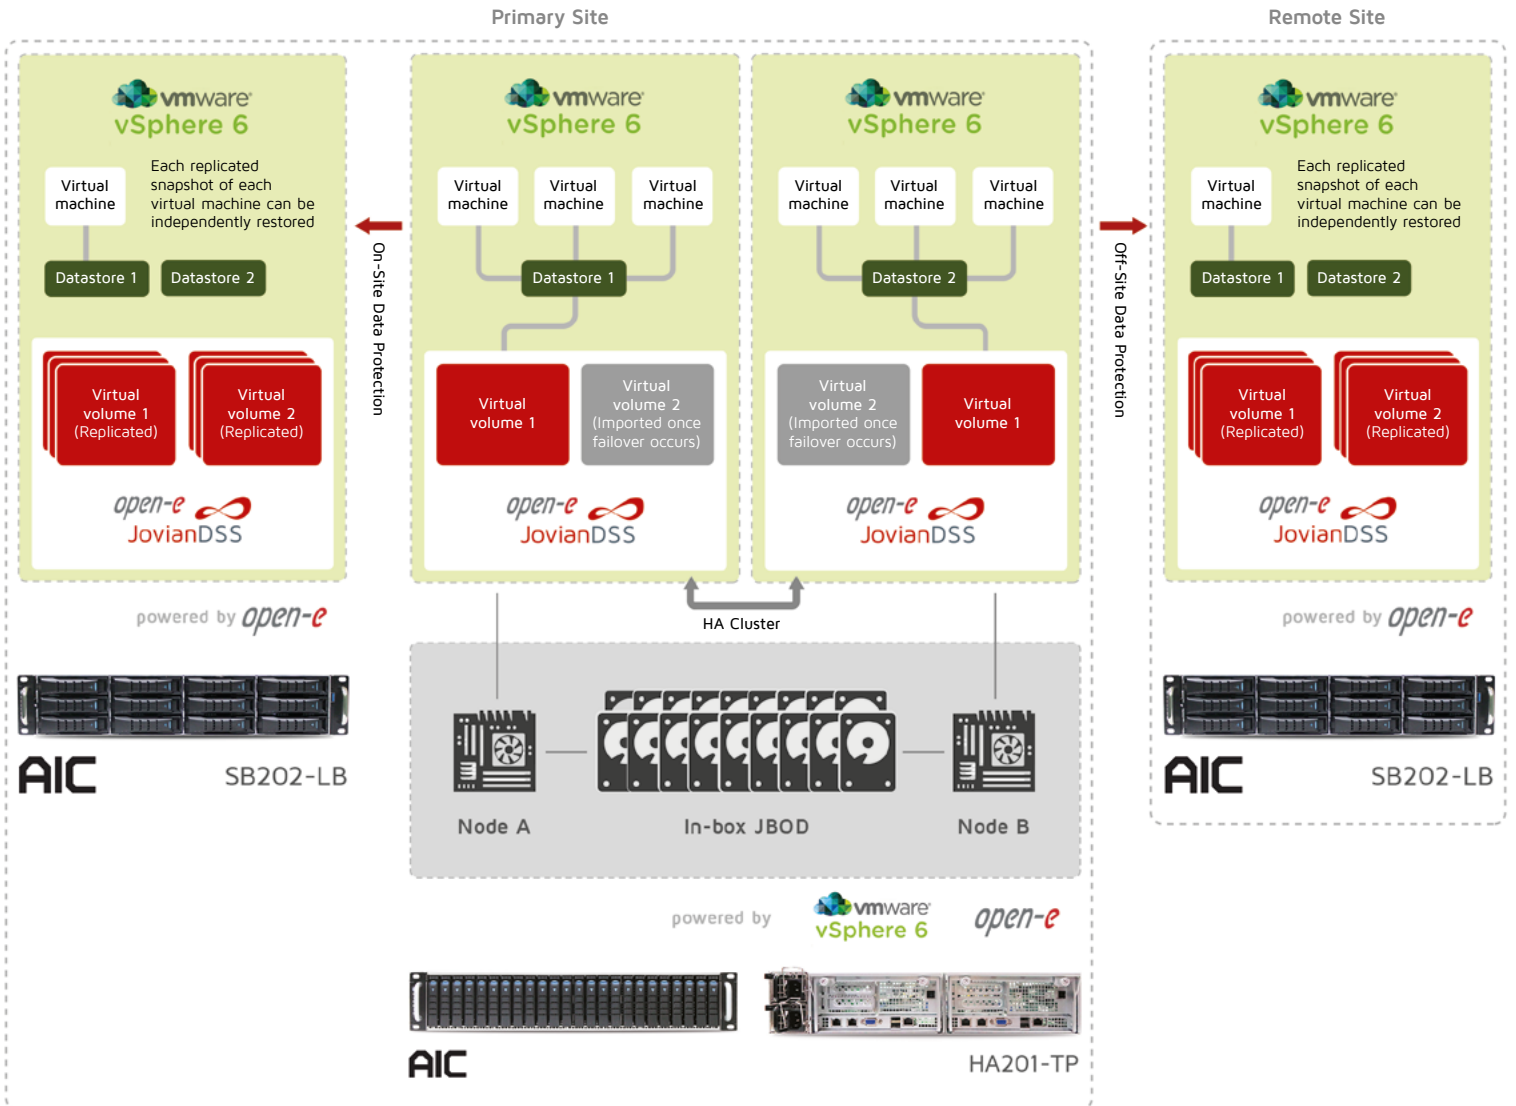 Primary Site
Remote Site
vmware®
vSphere 6
Each replicated
snapshot of each
virtual machine can be
independently restored
Virtual
machine
Datastore 1
Datastore 2
Virtual
volume 1
(Replicated)
Virtual
volume 2
(Replicated)
open-e
JovianDSS
powered by open-e
AIC
SB202-LB
On-Site Data Protection
vmware®
vSphere 6
Virtual
machine
Virtual
machine
Virtual
machine
Datastore 1
Virtual
volume 1
Virtual
volume 2
(Imported once
failover occurs)
open-e
JovianDSS
vmware®
vSphere 6
Virtual
machine
Virtual
machine
Virtual
machine
Datastore 2
Virtual
volume 2
(Imported once
failover occurs)
Virtual
volume 1
open-e
JovianDSS
HA Cluster
Node A
In-box JBOD
Node B
powered by
vmware®
vSphere 6
open-e
AIC
HA201-TP
Off-Site Data Protection
vmware®
vSphere 6
Each replicated
snapshot of each
virtual machine can be
independently restored
Virtual
machine
Datastore 1
Datastore 2
Virtual
volume 1
(Replicated)
Virtual
volume 2
(Replicated)
open-e
JovianDSS
powered by open-e
AIC
SB202-LB